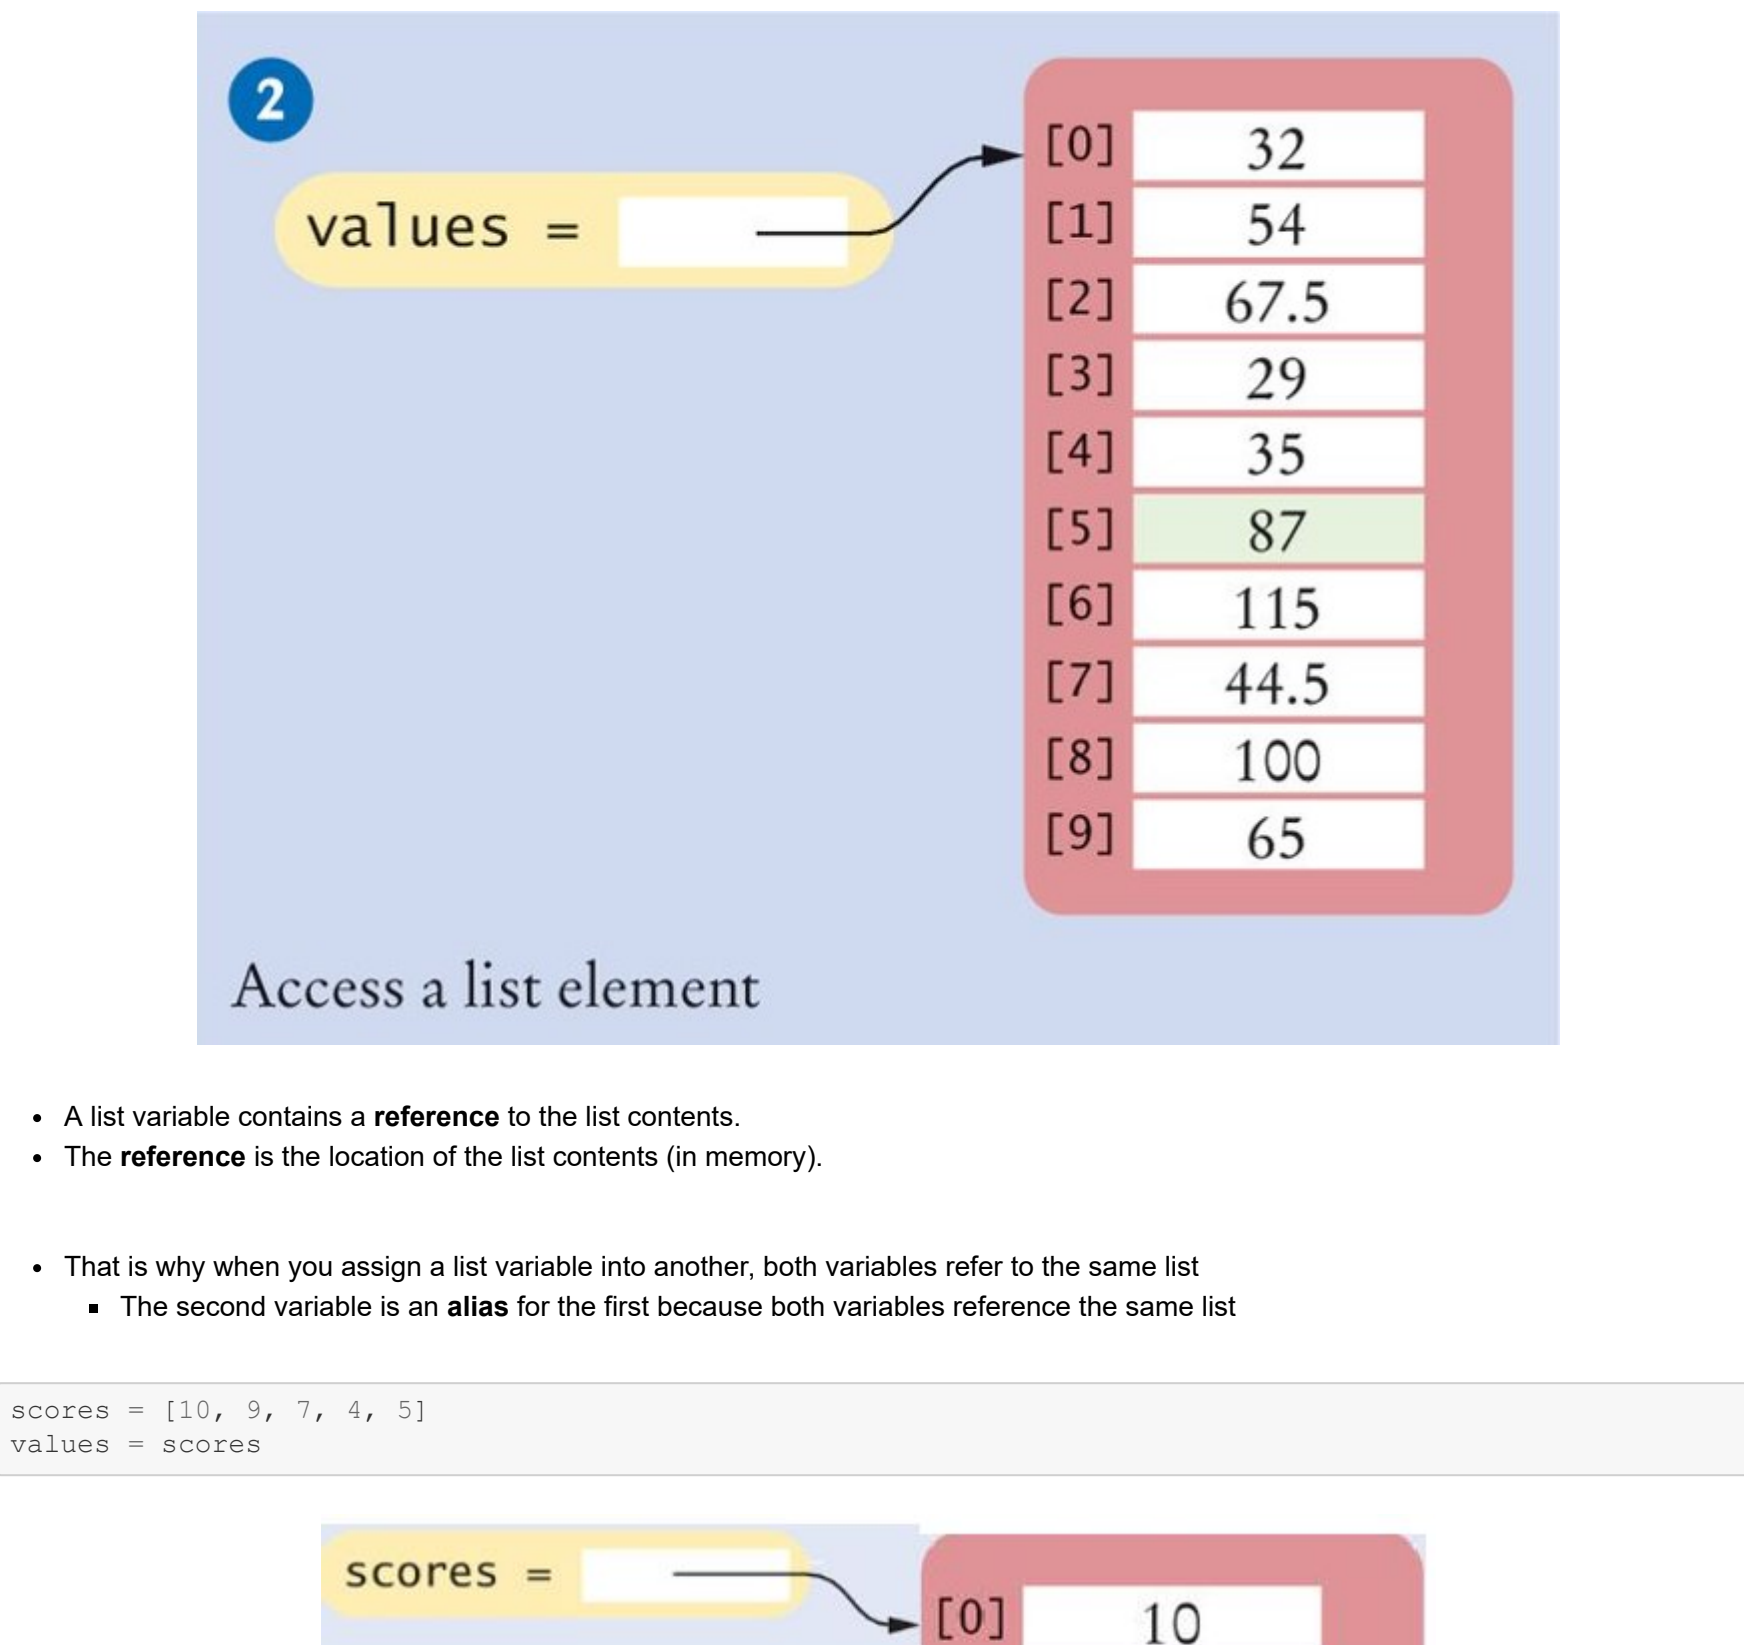 2
values =
[0] 32
[1] 54
[2] 67.5
[3] 29
[4] 35
[5] 87
[6] 115
[7] 44.5
[8] 100
[9] 65
Access a list element
• A list variable contains a reference to the list contents.
• The reference is the location of the list contents (in memory).
• That is why when you assign a list variable into another, both variables refer to the same list
▪ The second variable is an alias for the first because both variables reference the same list
scores = [10, 9, 7, 4, 5]
values = scores
scores =
[0] 10